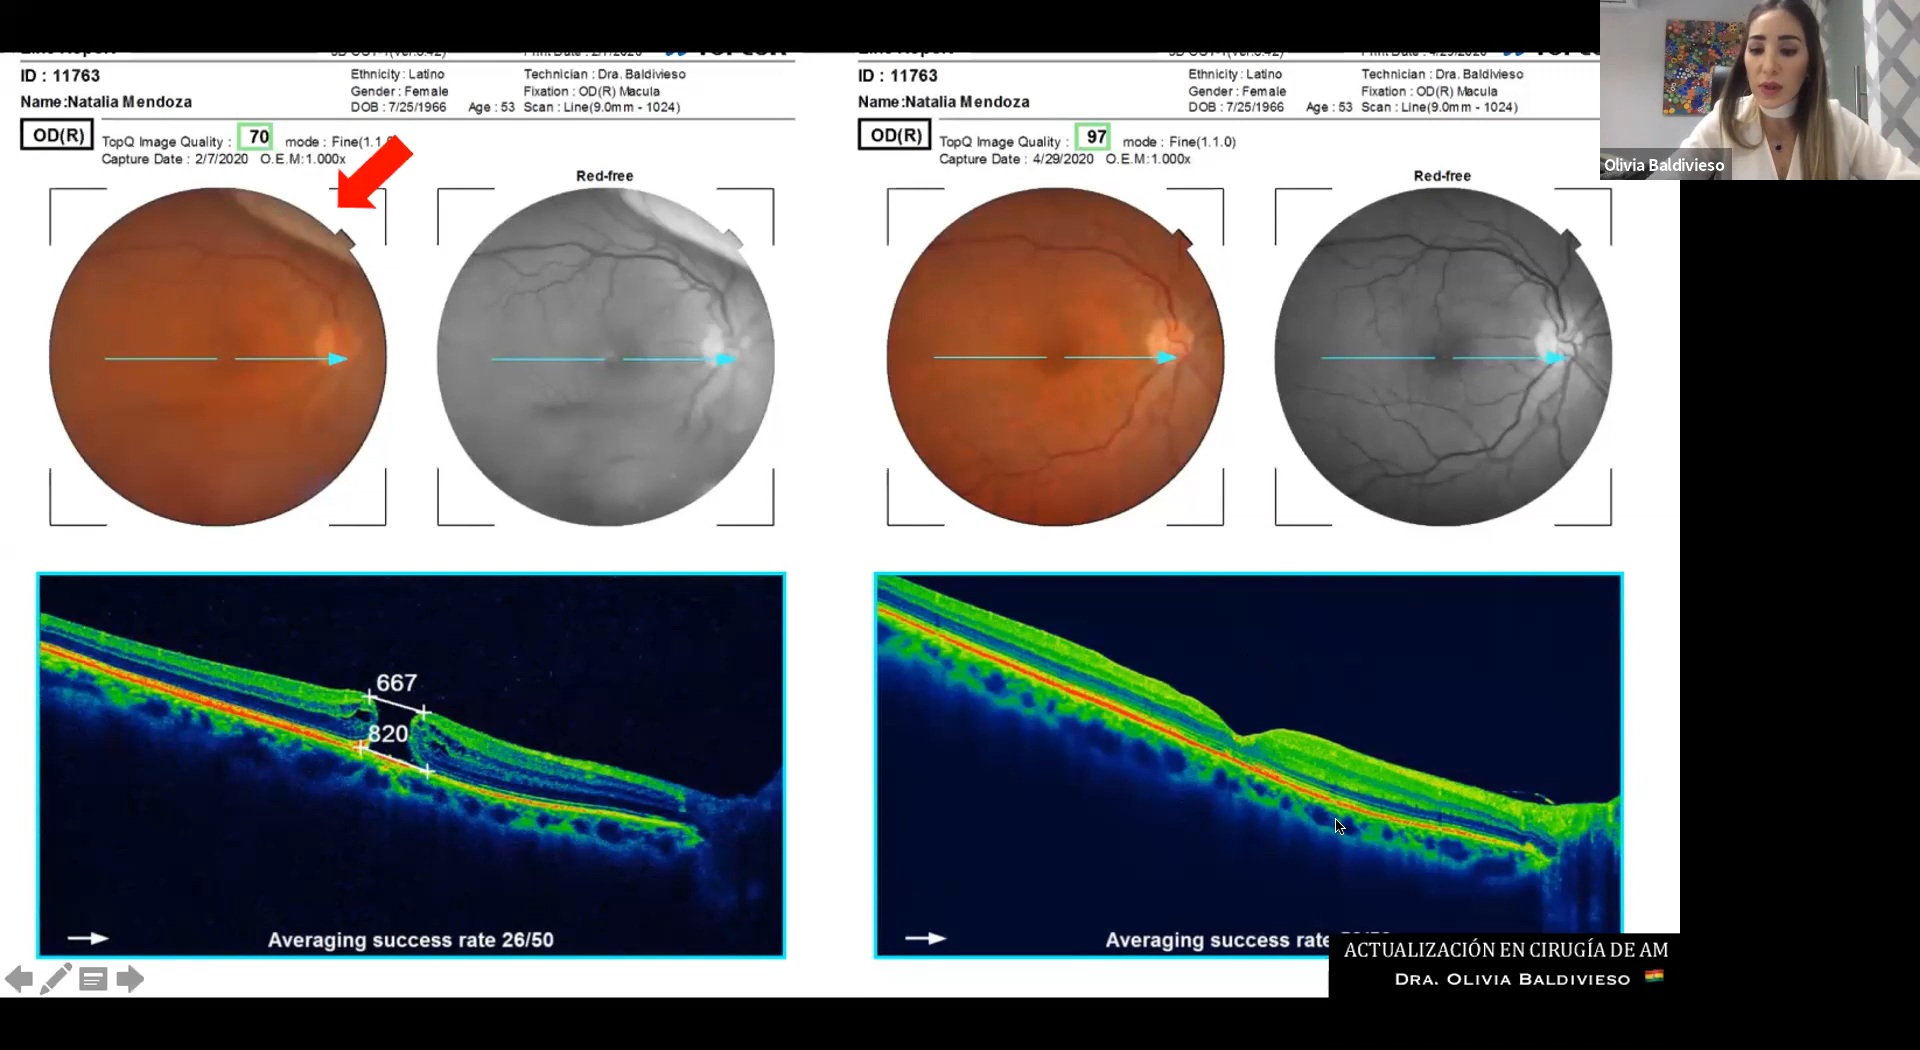 ID : 11763
Name:Natalia Mendoza
Ethnicity : Latino
Gender : Female
DOB : 7/25/1966 Age : 53
Technician : Dra. Baldivieso
Fixation : OD(R) Macula
Scan : Line(9.0mm - 1024)
OD(R)
TopQ Image Quality : 70 mode : Fine(1.1.0
Capture Date : 2/7/2020 O.E.M:1.000x
Red-free
667
820
Averaging success rate 26/50
ID : 11763
Name:Natalia Mendoza
Ethnicity : Latino
Gender : Female
DOB : 7/25/1966 Age : 53
Technician : Dra. Baldivieso
Fixation : OD(R) Macula
Scan : Line(9.0mm - 1024)
OD(R)
TopQ Image Quality : 97 mode : Fine(1.1.0)
Capture Date : 4/29/2020 O.E.M:1.000x
Red-free
Averaging success rate
Olivia Baldivieso
ACTUALIZACIÓN EN CIRUGÍA DE AM
DRA. OLIVIA BALDIVIESO